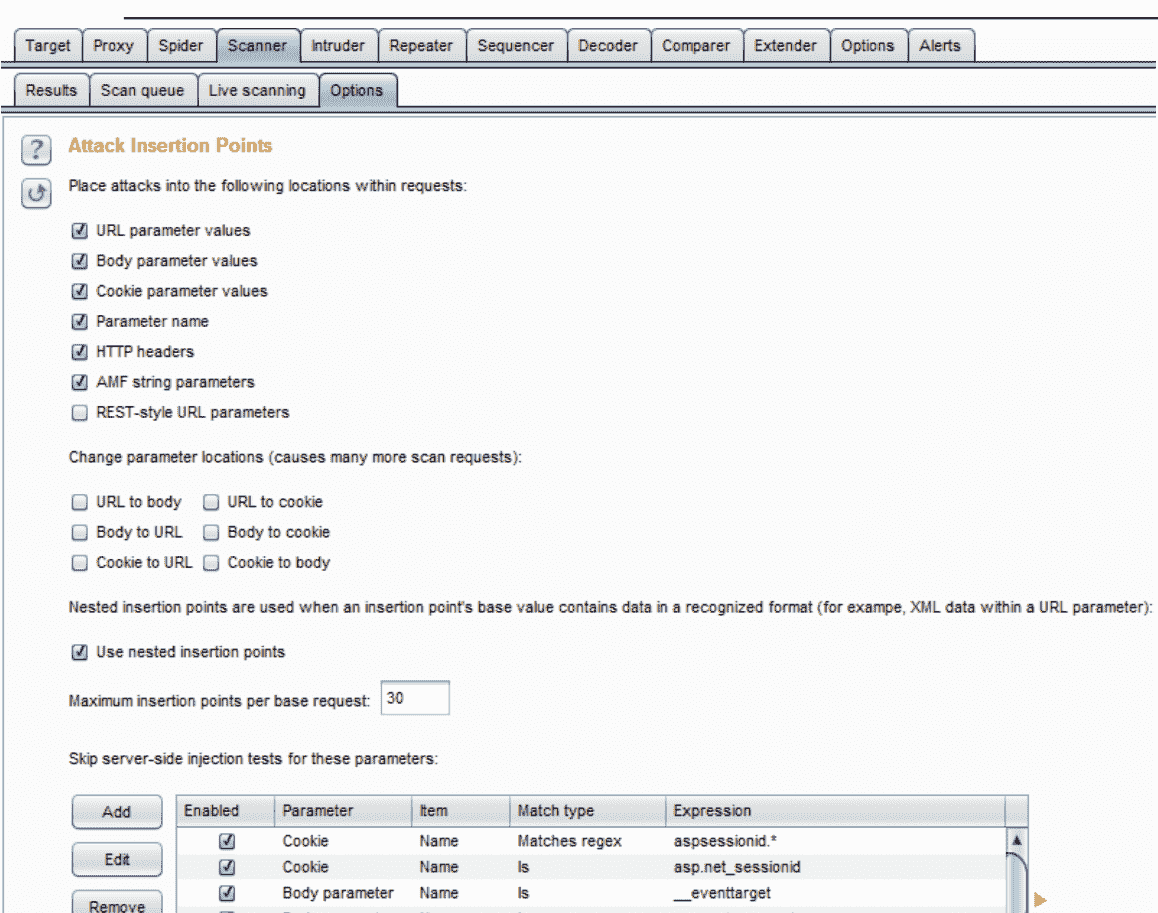 Target Proxy Spider Scanner Intruder Repeater Sequencer Decoder Comparer Extender Options Alerts
Results Scan queue Live scanning Options
? Attack Insertion Points
Place attacks into the following locations within requests:
URL parameter values
Body parameter values
Cookie parameter values
Parameter name
HTTP headers
AMF string parameters
REST-style URL parameters
Change parameter locations (causes many more scan requests):
URL to body URL to cookie
Body to URL Body to cookie
Cookie to URL Cookie to body
Nested insertion points are used when an insertion point's base value contains data in a recognized format (for exampe, XML data within a URL parameter):
Use nested insertion points
Maximum insertion points per base request: 30
Skip server-side injection tests for these parameters:
Add Enabled Parameter Item Match type Expression
Cookie Name Matches regex aspsessionid.*
Edit Cookie Name Is asp.net_sessionid
Body parameter Name Is __eventtarget
Remove